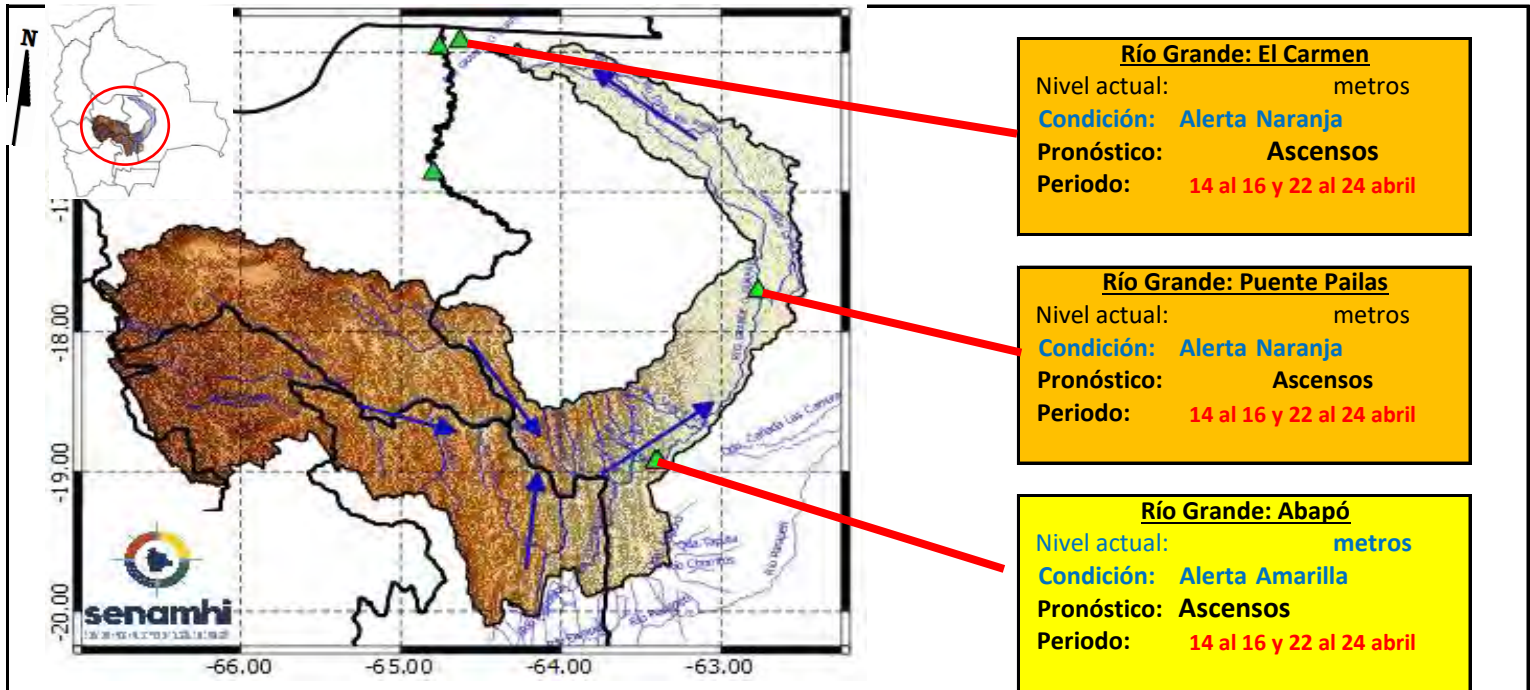 N
Río Grande: El Carmen
Nivel actual: metros
Condición: Alerta Naranja
Pronóstico: Ascensos
Periodo: 14 al 16 y 22 al 24 abril
Río Grande: Puente Pailas
Nivel actual: metros
Condición: Alerta Naranja
Pronóstico: Ascensos
Periodo: 14 al 16 y 22 al 24 abril
Río Grande: Abapó
Nivel actual: metros
Condición: Alerta Amarilla
Pronóstico: Ascensos
Periodo: 14 al 16 y 22 al 24 abril
-18.00
-19.00
-20.00
-66.00
-65.00
-64.00
-63.00
senamhi